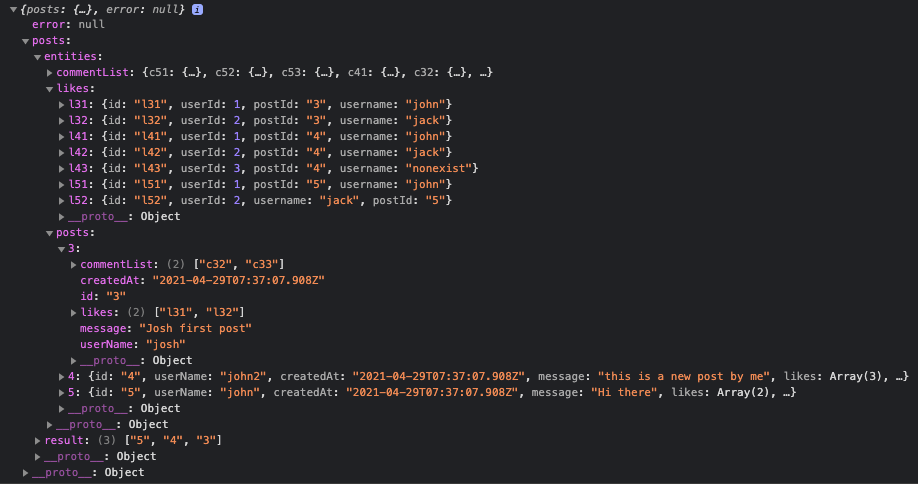 {posts: {…}, error: null} i
error: null
posts:
entities:
commentList: {c51: {…}, c52: {…}, c53: {…}, c41: {…}, c32: {…}, …}
likes:
l31: {id: "l31", userId: 1, postId: "3", username: "john"}
l32: {id: "l32", userId: 2, postId: "3", username: "jack"}
l41: {id: "l41", userId: 1, postId: "4", username: "john"}
l42: {id: "l42", userId: 2, postId: "4", username: "jack"}
l43: {id: "l43", userId: 3, postId: "4", username: "nonexist"}
l51: {id: "l51", userId: 1, postId: "5", username: "john"}
l52: {id: "l52", userId: 2, username: "jack", postId: "5"}
__proto__: Object
posts:
3:
commentList: (2) ["c32", "c33"]
createdAt: "2021-04-29T07:37:07.908Z"
id: "3"
likes: (2) ["l31", "l32"]
message: "Josh first post"
userName: "josh"
__proto__: Object
4: {id: "4", userName: "john2", createdAt: "2021-04-29T07:37:07.908Z", message: "this is a new post by me", likes: Array(3), …}
5: {id: "5", userName: "john", createdAt: "2021-04-29T07:37:07.908Z", message: "Hi there", likes: Array(2), …}
__proto__: Object
__proto__: Object
result: (3) ["5", "4", "3"]
__proto__: Object
__proto__: Object